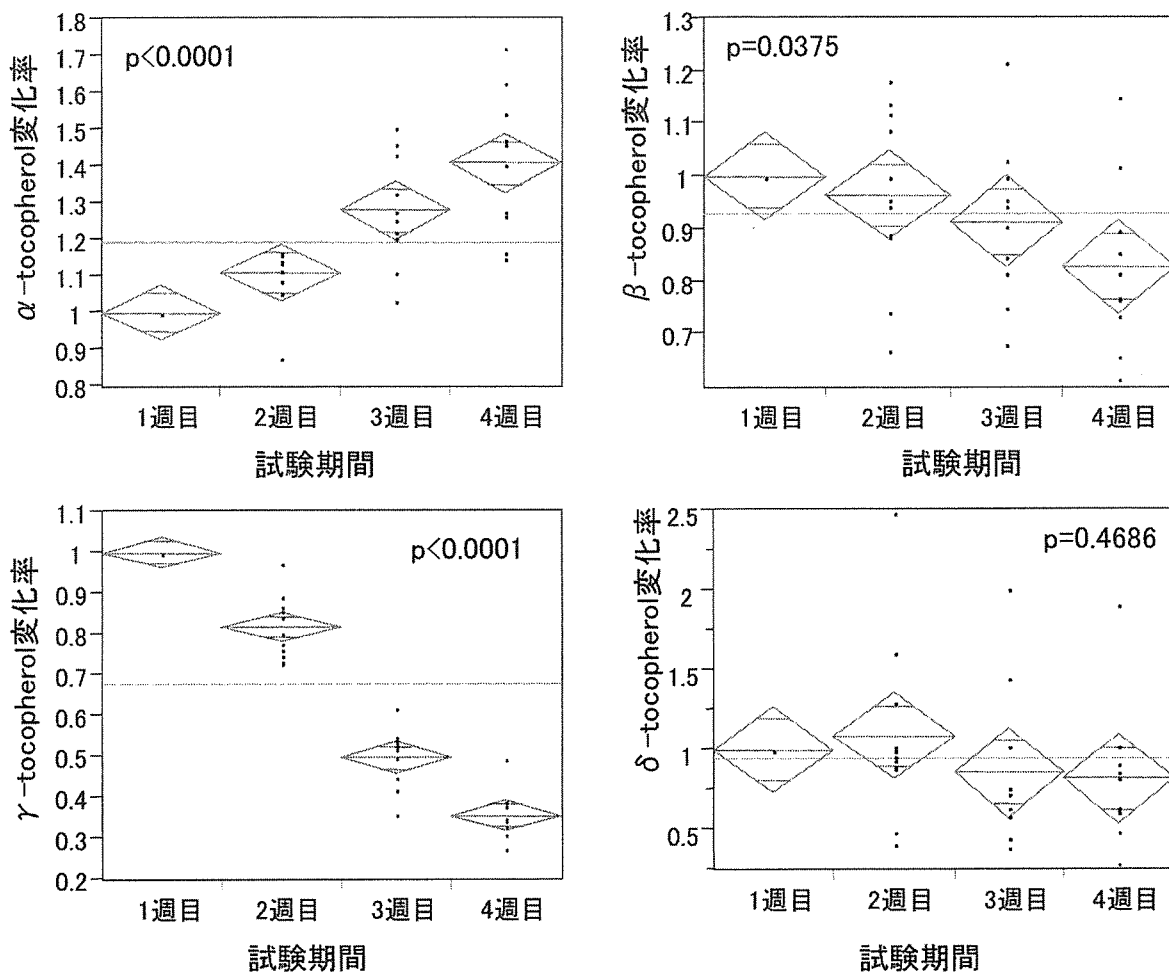 α-tocopherol変化率
1.8
1.7
1.6
1.5
1.4
1.3
1.2
1.1
1
0.9
0.8
p<0.0001
1週目 2週目 3週目 4週目
試験期間
β-tocopherol変化率
1.3
1.2
1.1
1
0.9
0.8
0.7
p=0.0375
1週目 2週目 3週目 4週目
試験期間
γ-tocopherol変化率
1.1
1
0.9
0.8
0.7
0.6
0.5
0.4
0.3
0.2
p<0.0001
1週目 2週目 3週目 4週目
試験期間
δ-tocopherol変化率
2.5
2
1.5
1
0.5
p=0.4686
1週目 2週目 3週目 4週目
試験期間